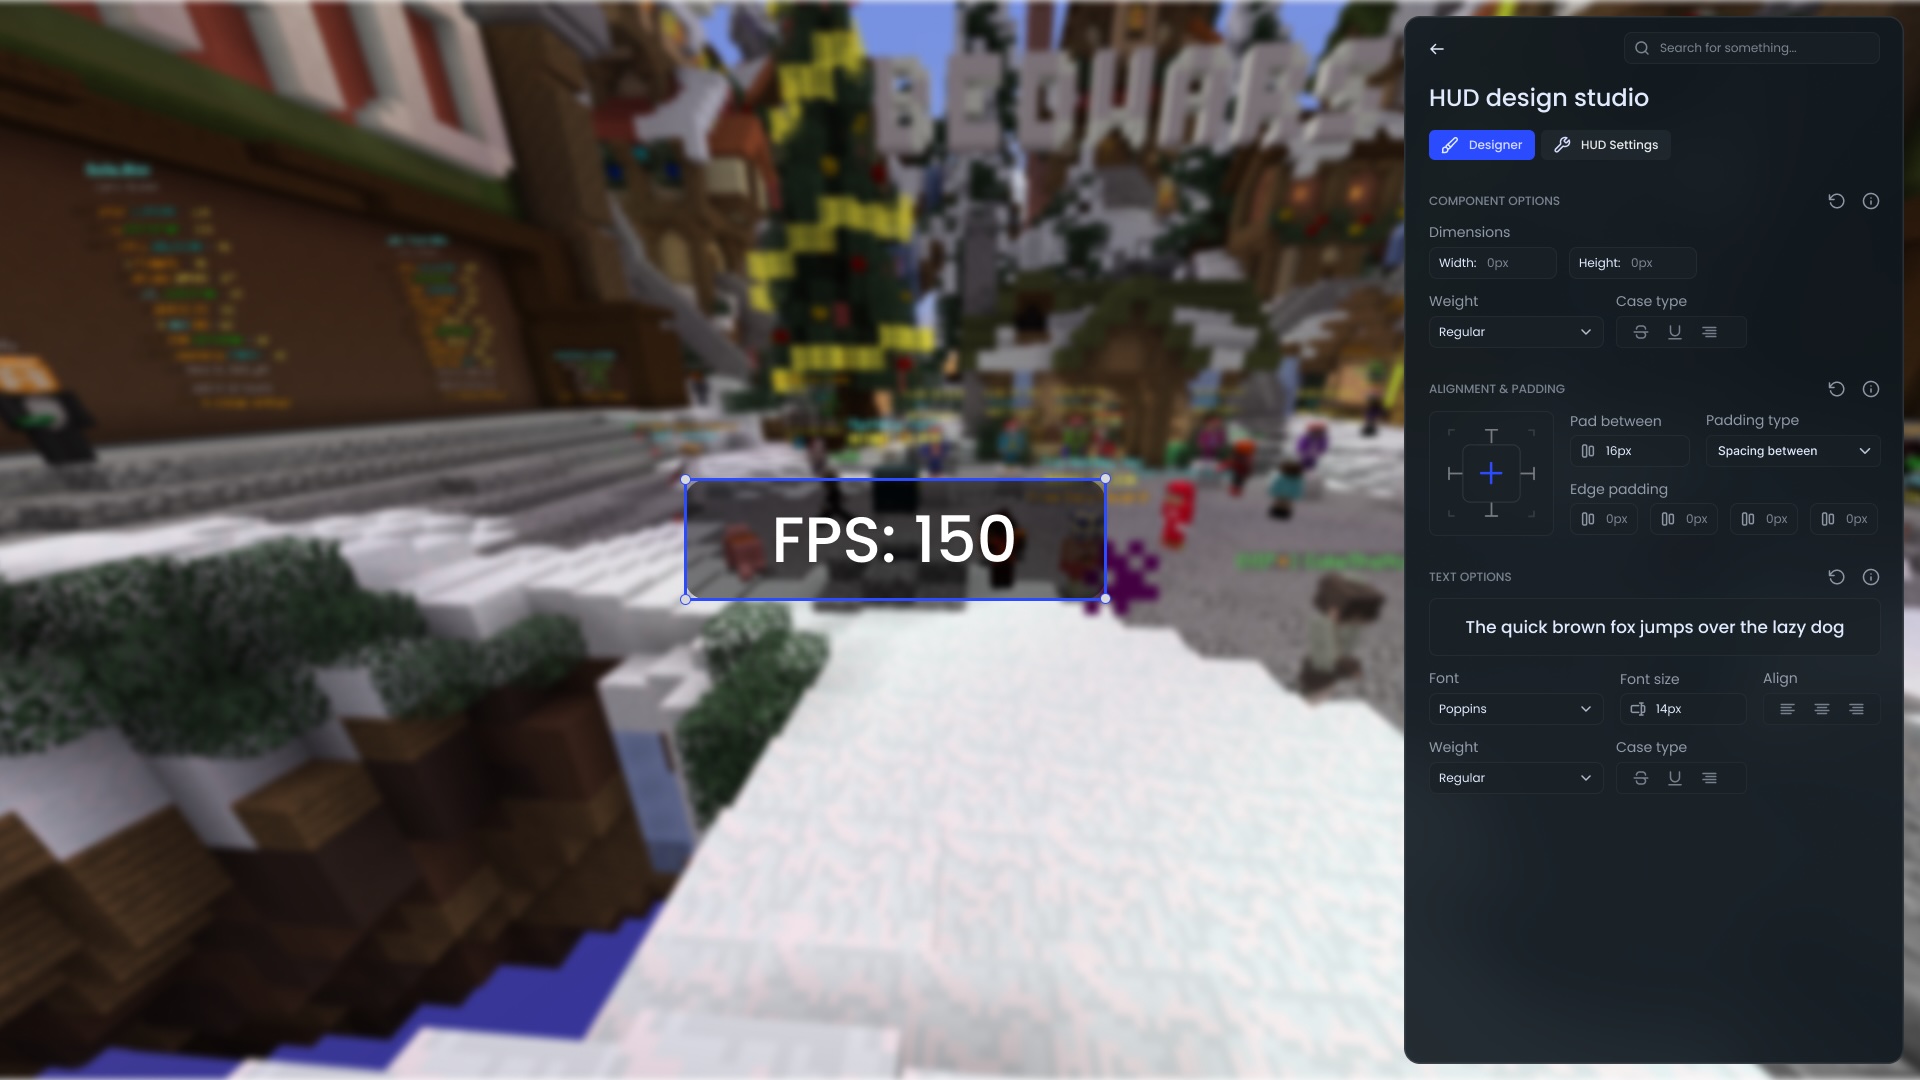 BEDWARS
Search for something...
HUD design studio
Designer
HUD Settings
COMPONENT OPTIONS
Dimensions
Width: 0px
Height: 0px
Weight
Case type
Regular
ALIGNMENT & PADDING
Pad between
Padding type
16px
Spacing between
Edge padding
0px
0px
0px
0px
FPS: 150
TEXT OPTIONS
The quick brown fox jumps over the lazy dog
Font
Font size
Align
Poppins
14px
Weight
Case type
Regular